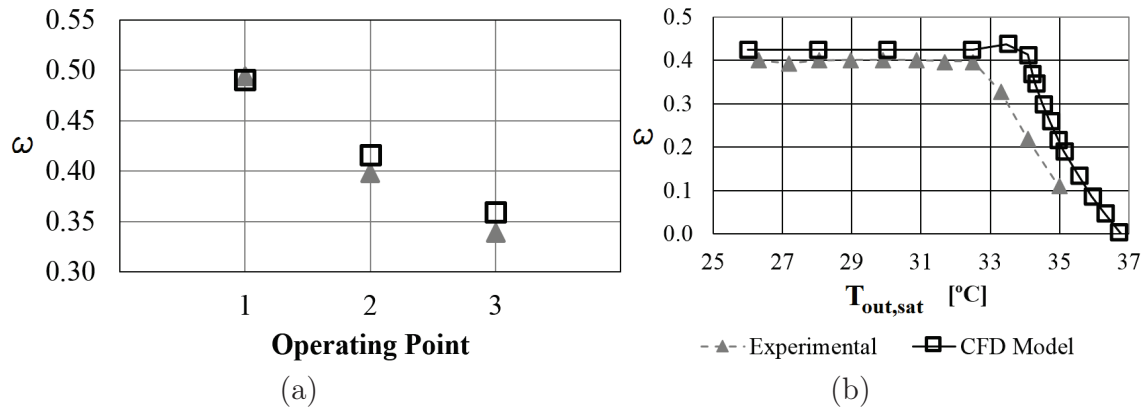 0.55
0.50
0.45
0.40
0.35
0.30
ε
1 2 3
Operating Point
(a)
0.5
0.4
0.3
0.2
0.1
0.0
ε
25 27 29 31 33 35 37
T out,sat [ºC]
Experimental CFD Model
(b)